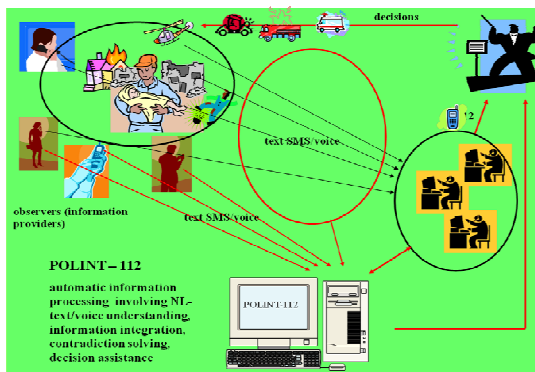 decisions
text SMS/voice
observers (information
providers)
text SMS/voice
POLINT – 112
automatic information
processing involving NL-
text/voice understanding,
information integration,
contradiction solving,
decision assistance
POLINT-112